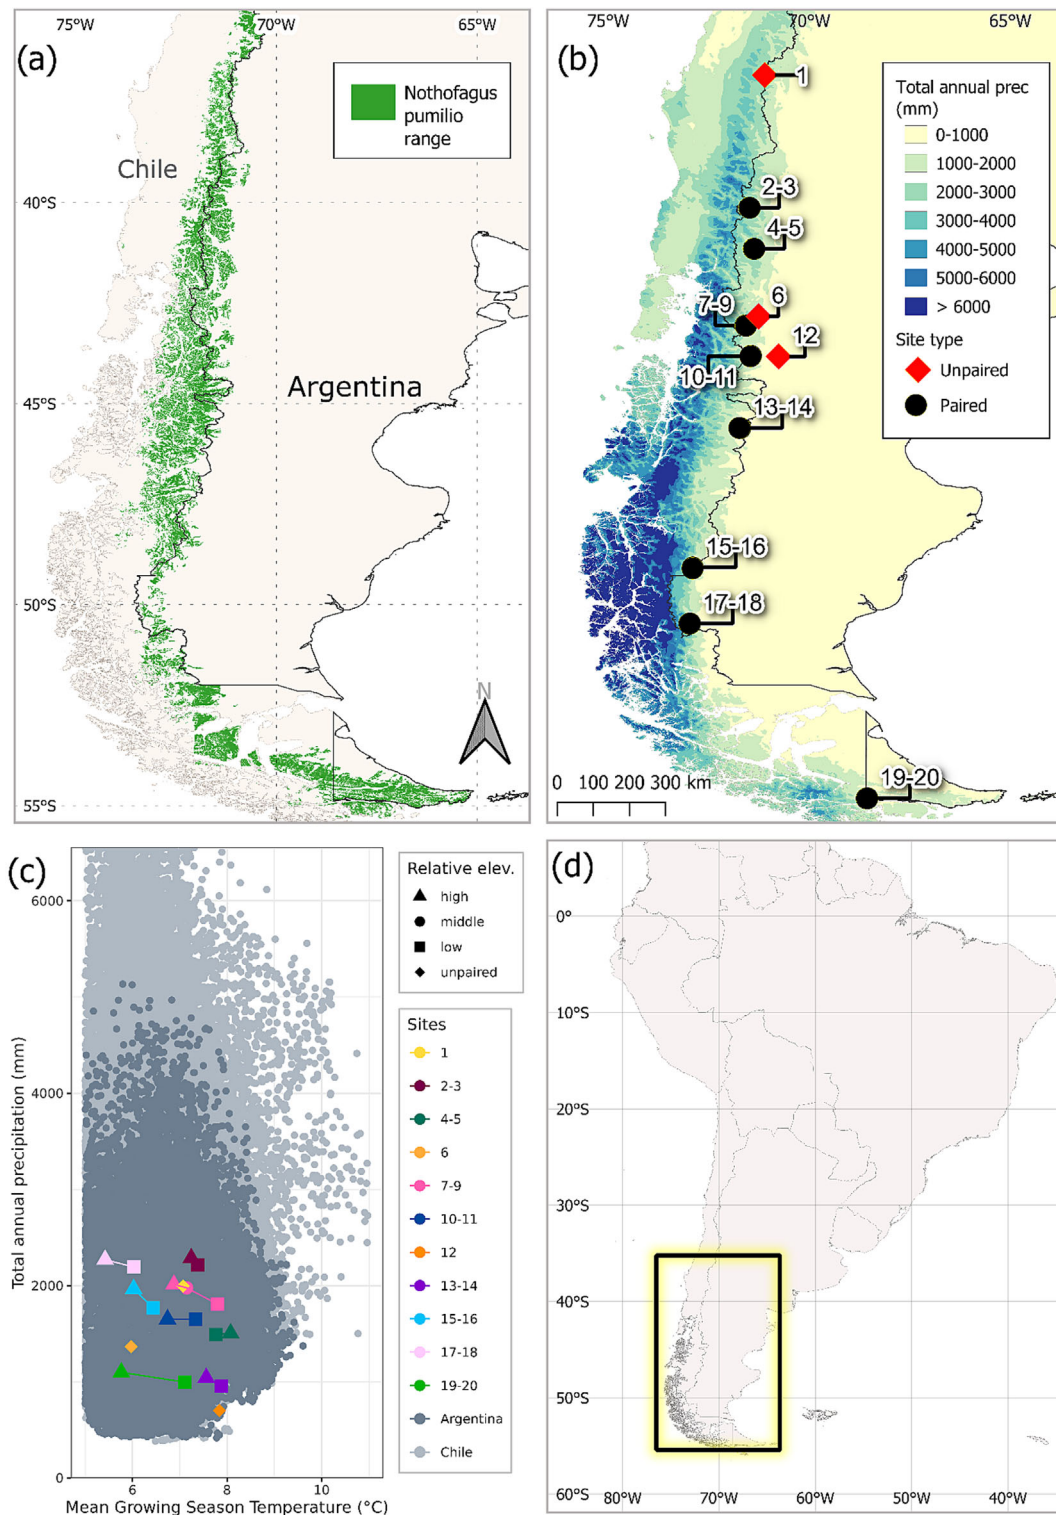 75°W 70°W 65°W
(a)
Nothofagus
pumilio
range
Chile
40°S
Argentina
45°S
50°S
N
55°S
75°W 70°W 65°W
(b)
Total annual prec
(mm)
0-1000
1000-2000
2000-3000
3000-4000
4000-5000
5000-6000
> 6000
Site type
Unpaired
Paired
1
2-3
4-5
6
7-9
12
10-11
13-14
15-16
17-18
19-20
0 100 200 300 km
(c)
Total annual precipitation (mm)
6000
4000
2000
0
6 8 10
Mean Growing Season Temperature (°C)
Relative elev.
high
middle
low
unpaired
Sites
1
2-3
4-5
6
7-9
10-11
12
13-14
15-16
17-18
19-20
Argentina
Chile
(d)
0°
10°S
20°S
30°S
40°S
50°S
60°S
80°W 70°W 60°W 50°W 40°W